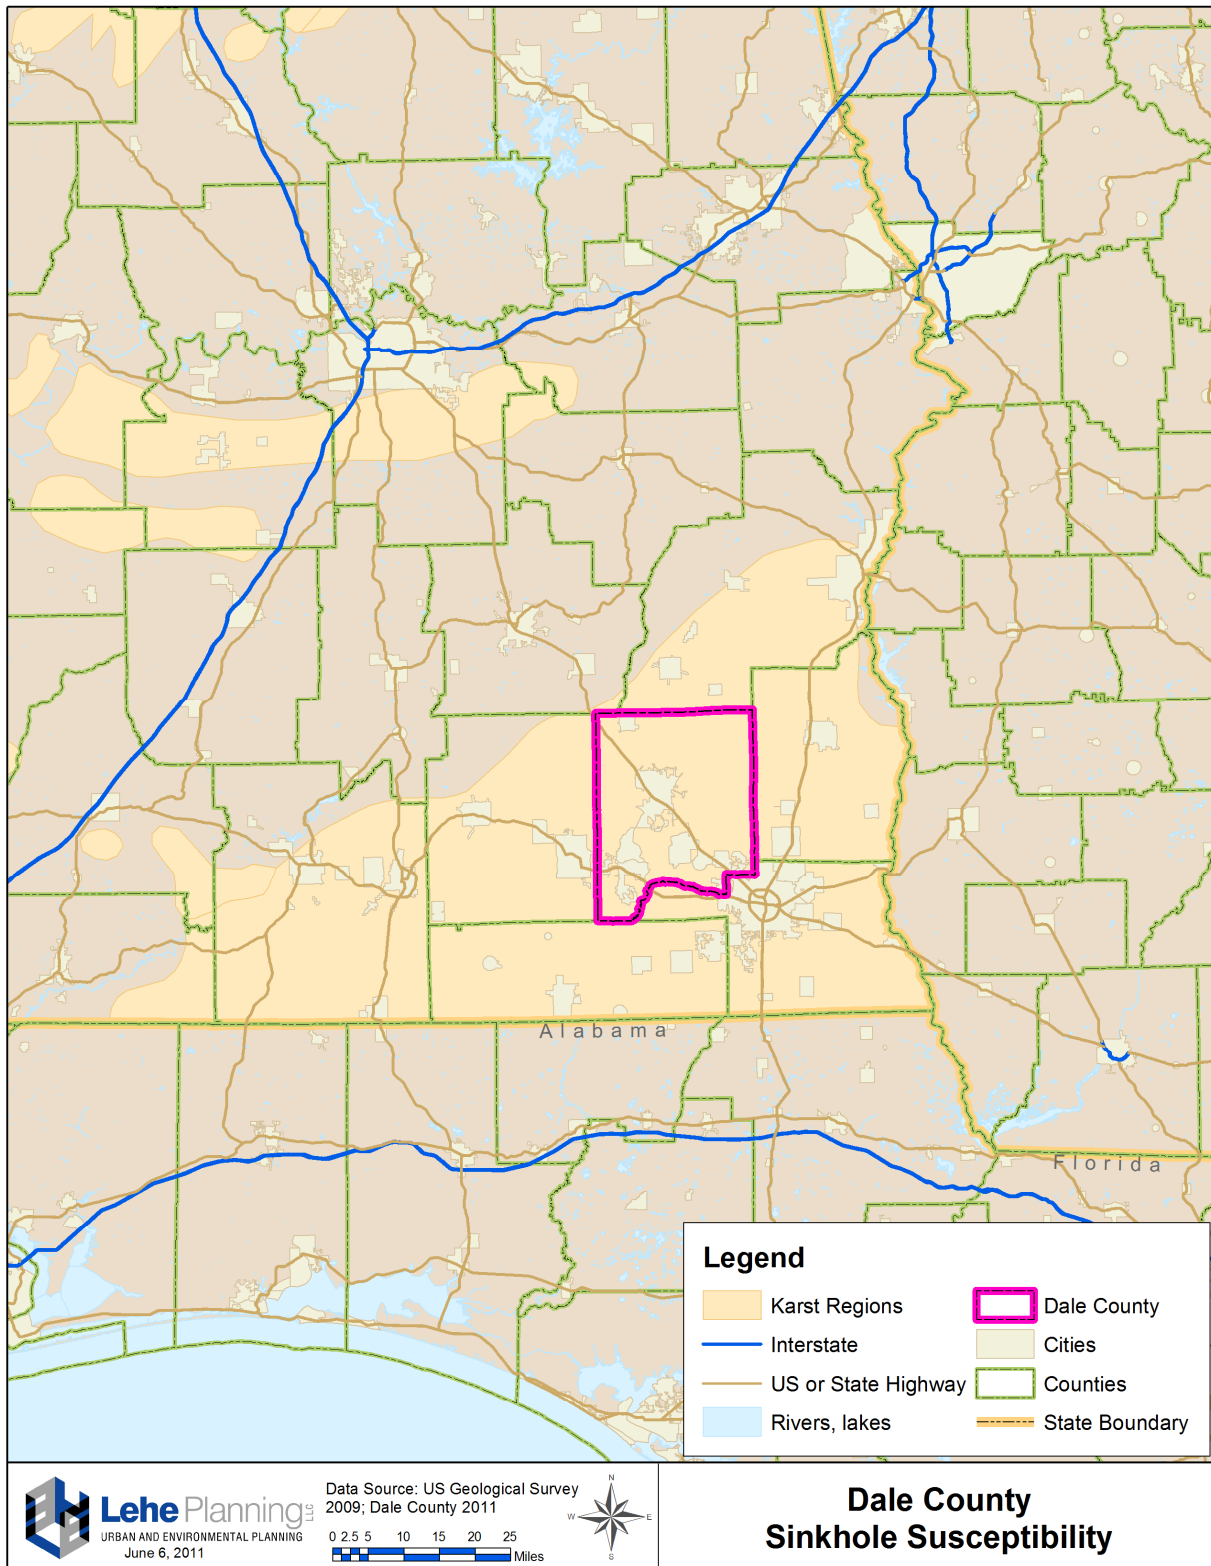 Alabama
Florida
Legend
Karst Regions
Interstate
US or State Highway
Rivers, lakes
Dale County
Cities
Counties
State Boundary
Lehe Planning LLC
URBAN AND ENVIRONMENTAL PLANNING
June 6, 2011
Data Source: US Geological Survey
2009; Dale County 2011
0 2.5 5 10 15 20 25
Miles
N
W E
S
Dale County
Sinkhole Susceptibility